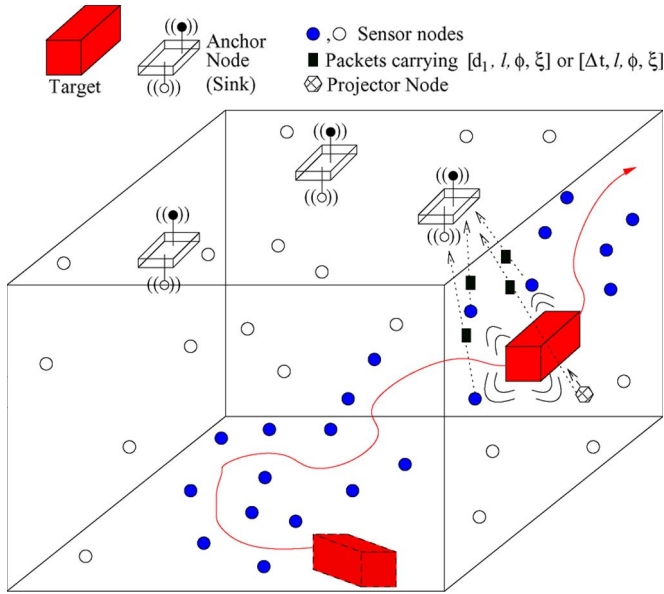 Target
((●))
((○))
Anchor
Node
(Sink)
,
Sensor nodes
Packets carrying [d₁, l, ϕ, ξ] or [Δt, l, ϕ, ξ]
Projector Node